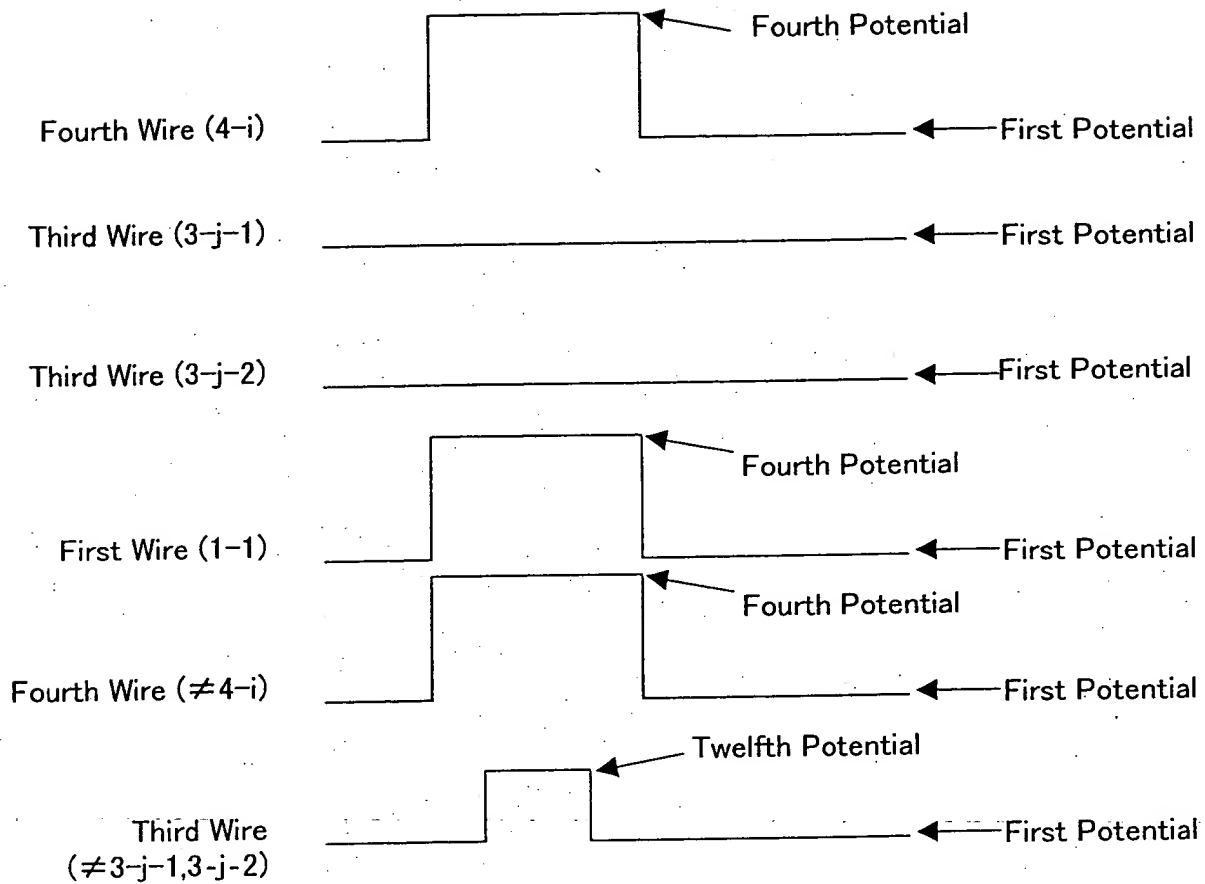 Fourth Potential
Fourth Wire (4-i)
First Potential
Third Wire (3-j-1)
First Potential
Third Wire (3-j-2)
First Potential
Fourth Potential
First Wire (1-1)
First Potential
Fourth Potential
Fourth Wire (≠4-i)
First Potential
Twelfth Potential
Third Wire
(≠3-j-1,3-j-2)
First Potential